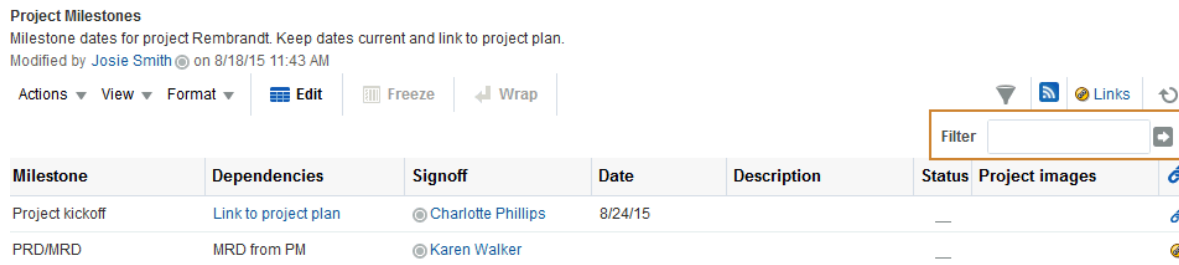 Project Milestones
Milestone dates for project Rembrandt. Keep dates current and link to project plan.
Modified by Josie Smith on 8/18/15 11:43 AM
Actions View Format Edit Freeze Wrap Links
Filter
Milestone Dependencies Signoff Date Description Status Project images
Project kickoff Link to project plan Charlotte Phillips 8/24/15 __
PRD/MRD MRD from PM Karen Walker __